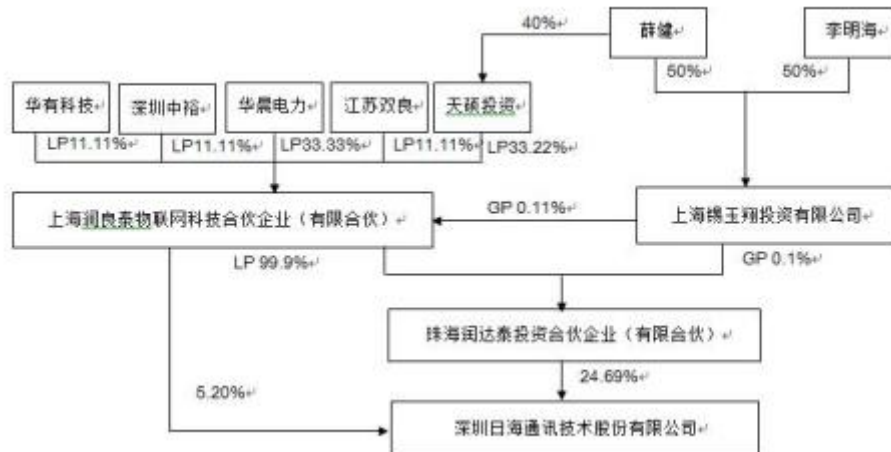 40%
薛健
李明海
50%
50%
华有科技
深圳中裕
华晨电力
江苏双良
天硕投资
LP11.11%
LP11.11%
LP33.33%
LP11.11%
LP33.22%
上海润良泰物联网科技合伙企业（有限合伙）
GP 0.11%
上海锡玉翔投资有限公司
LP 99.9%
GP 0.1%
珠海润达泰投资合伙企业（有限合伙）
5.20%
24.69%
深圳日海通讯技术股份有限公司